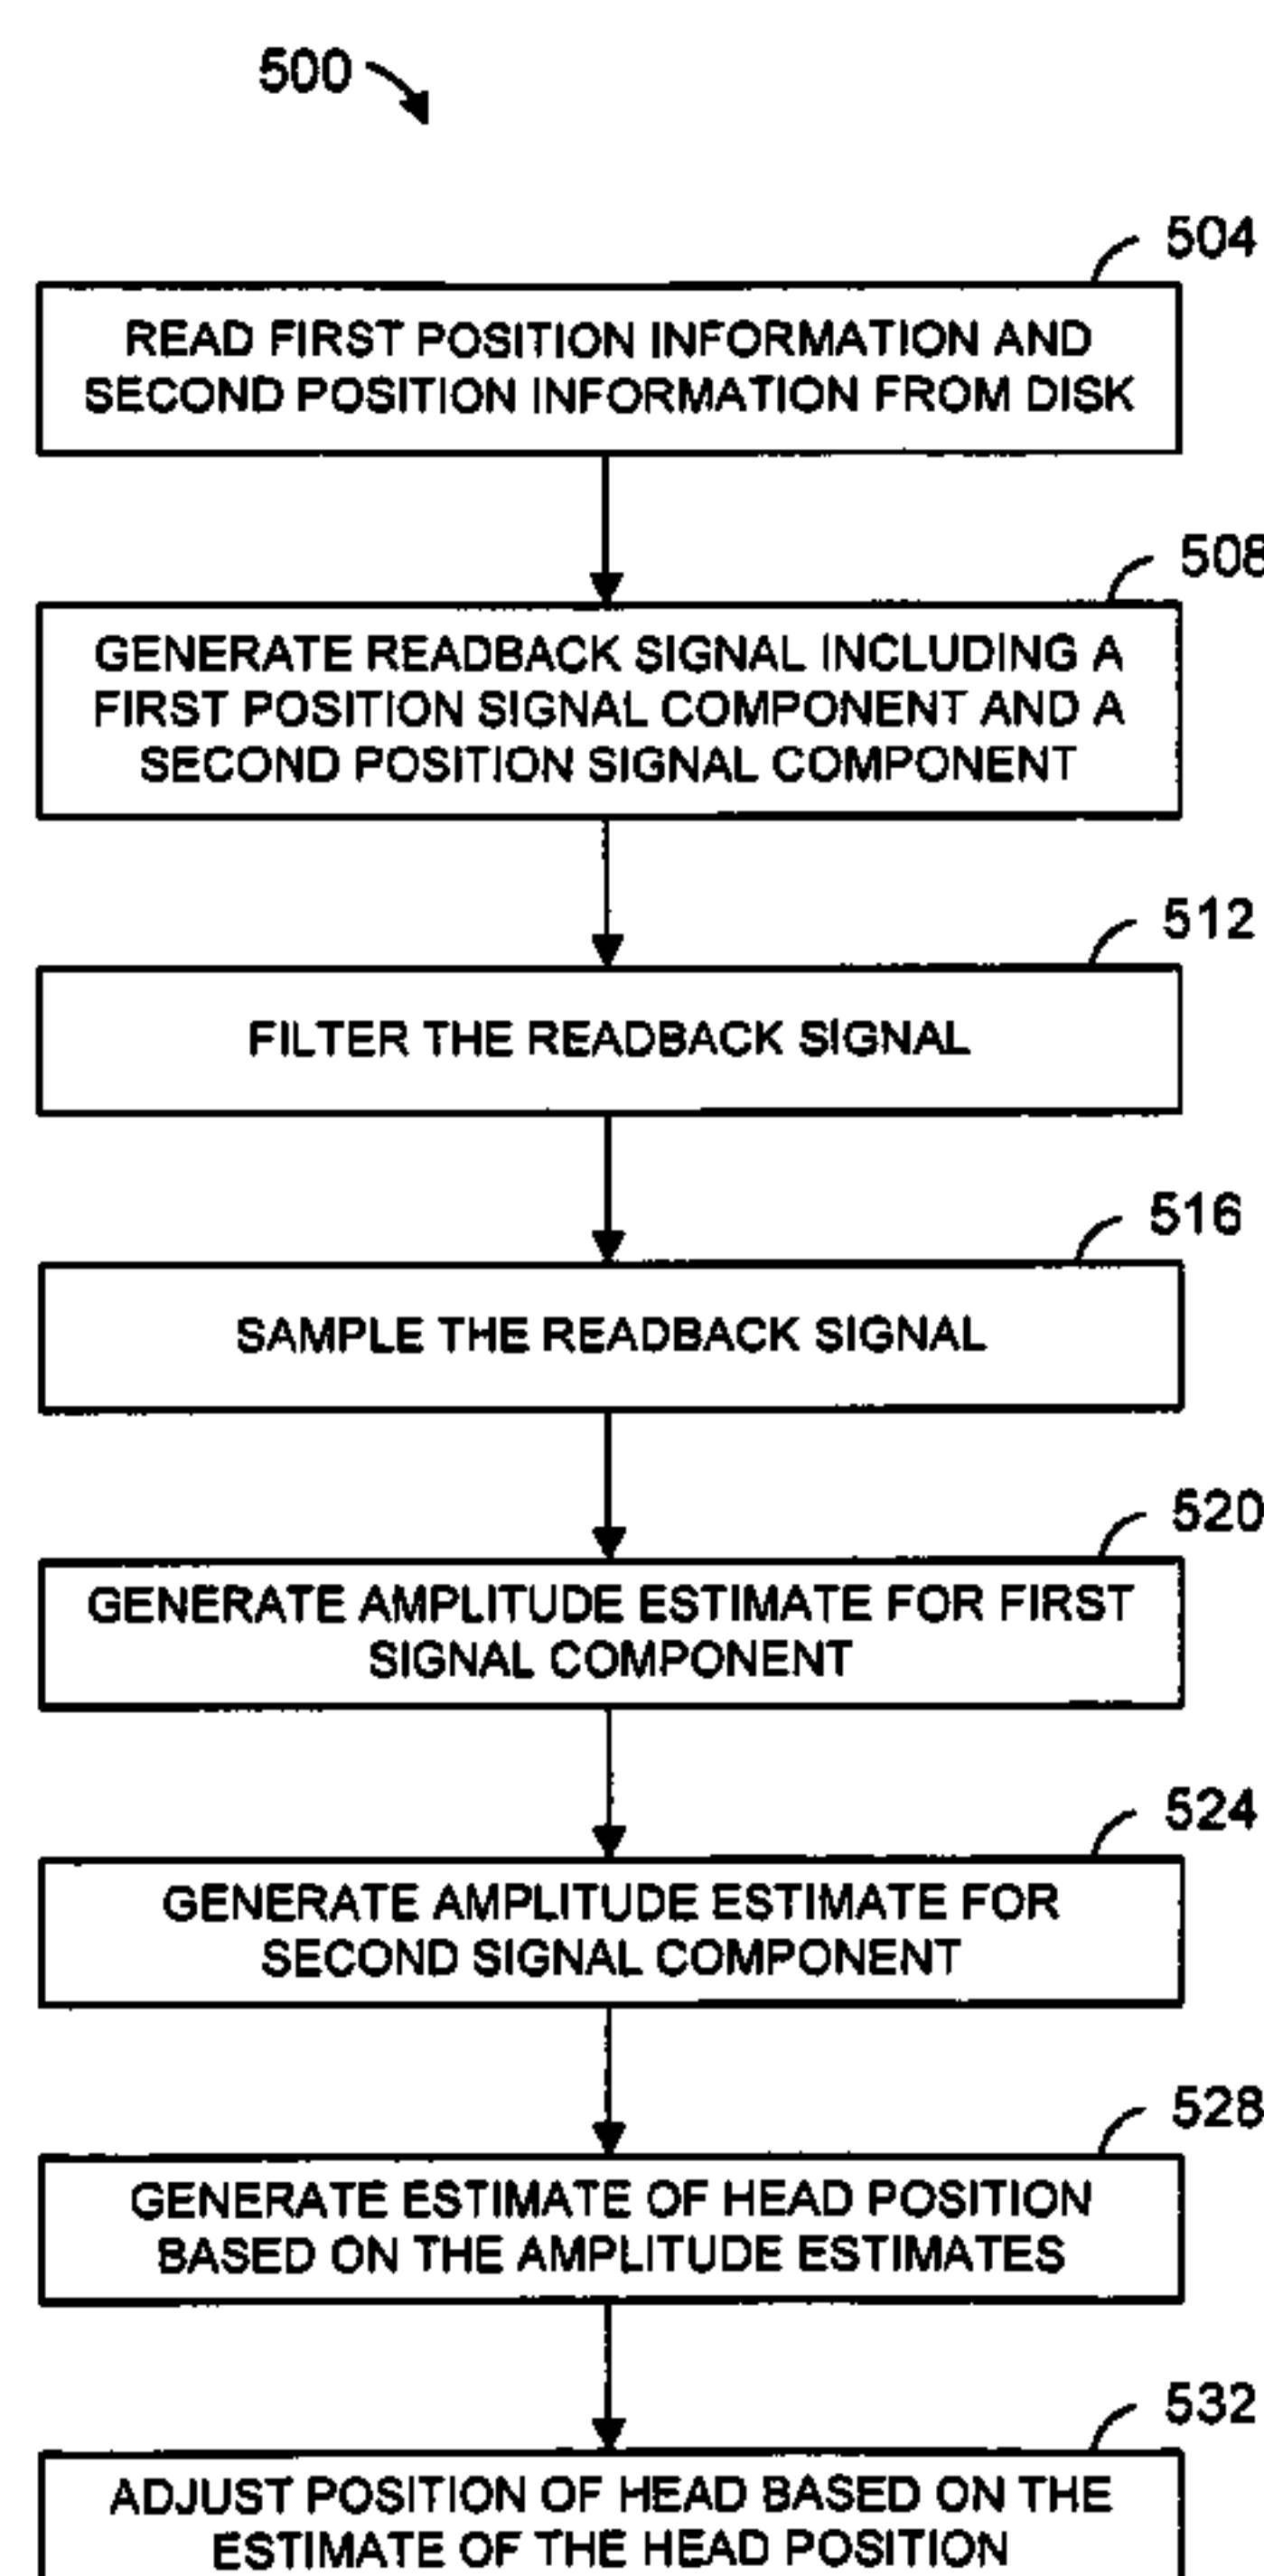 500
504
READ FIRST POSITION INFORMATION AND
SECOND POSITION INFORMATION FROM DISK
508
GENERATE READBACK SIGNAL INCLUDING A
FIRST POSITION SIGNAL COMPONENT AND A
SECOND POSITION SIGNAL COMPONENT
512
FILTER THE READBACK SIGNAL
516
SAMPLE THE READBACK SIGNAL
520
GENERATE AMPLITUDE ESTIMATE FOR FIRST
SIGNAL COMPONENT
524
GENERATE AMPLITUDE ESTIMATE FOR
SECOND SIGNAL COMPONENT
528
GENERATE ESTIMATE OF HEAD POSITION
BASED ON THE AMPLITUDE ESTIMATES
532
ADJUST POSITION OF HEAD BASED ON THE
ESTIMATE OF THE HEAD POSITION